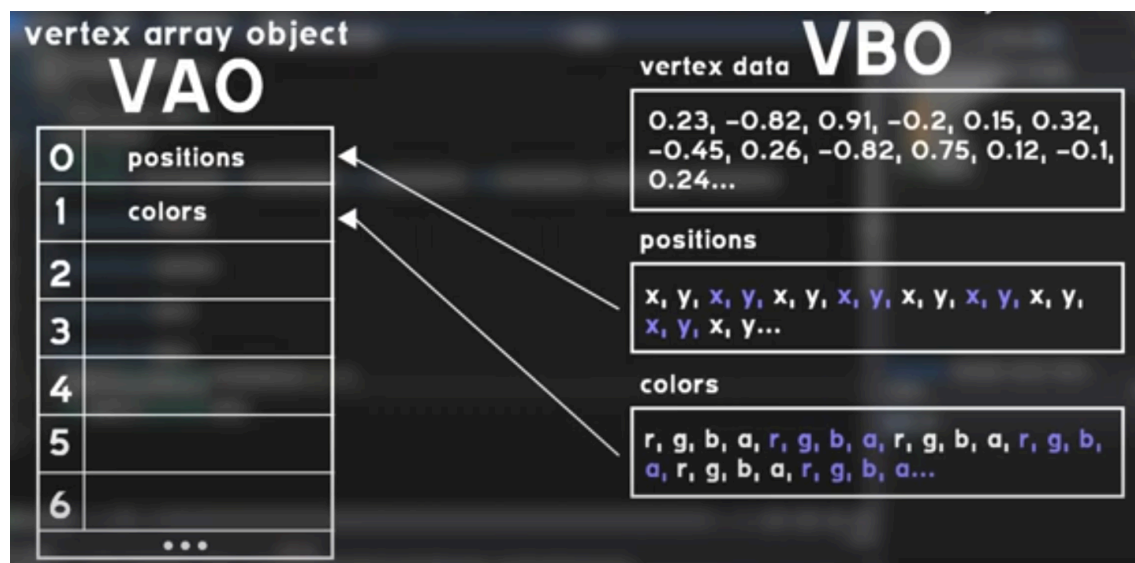 vertex array object
VAO
0 positions
1 colors
2
3
4
5
6
...
VBO
vertex data
0.23, -0.82, 0.91, -0.2, 0.15, 0.32,
-0.45, 0.26, -0.82, 0.75, 0.12, -0.1,
0.24...
positions
x, y, x, y, x, y, x, y, x, y, x, y, x, y,
x, y, x, y...
colors
r, g, b, a, r, g, b, a, r, g, b, a, r, g, b,
a, r, g, b, a, r, g, b, a...